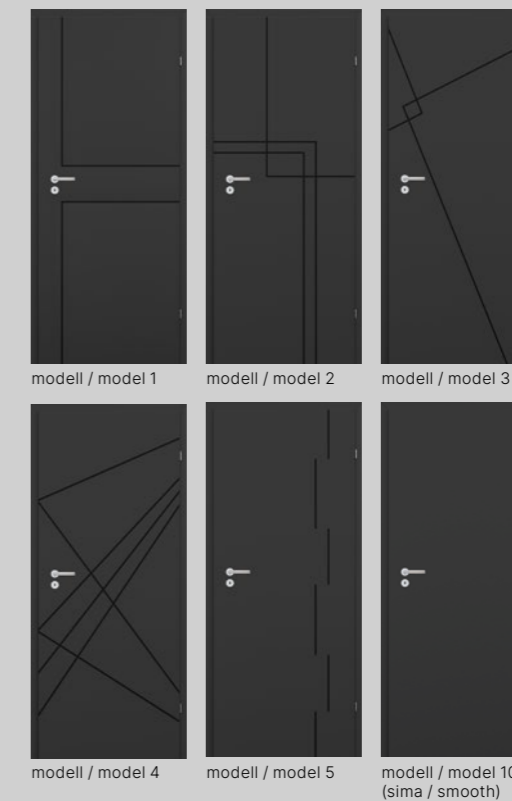 modell / model 1
modell / model 2
modell / model 3
modell / model 4
modell / model 5
modell / model 10
(sima / smooth)